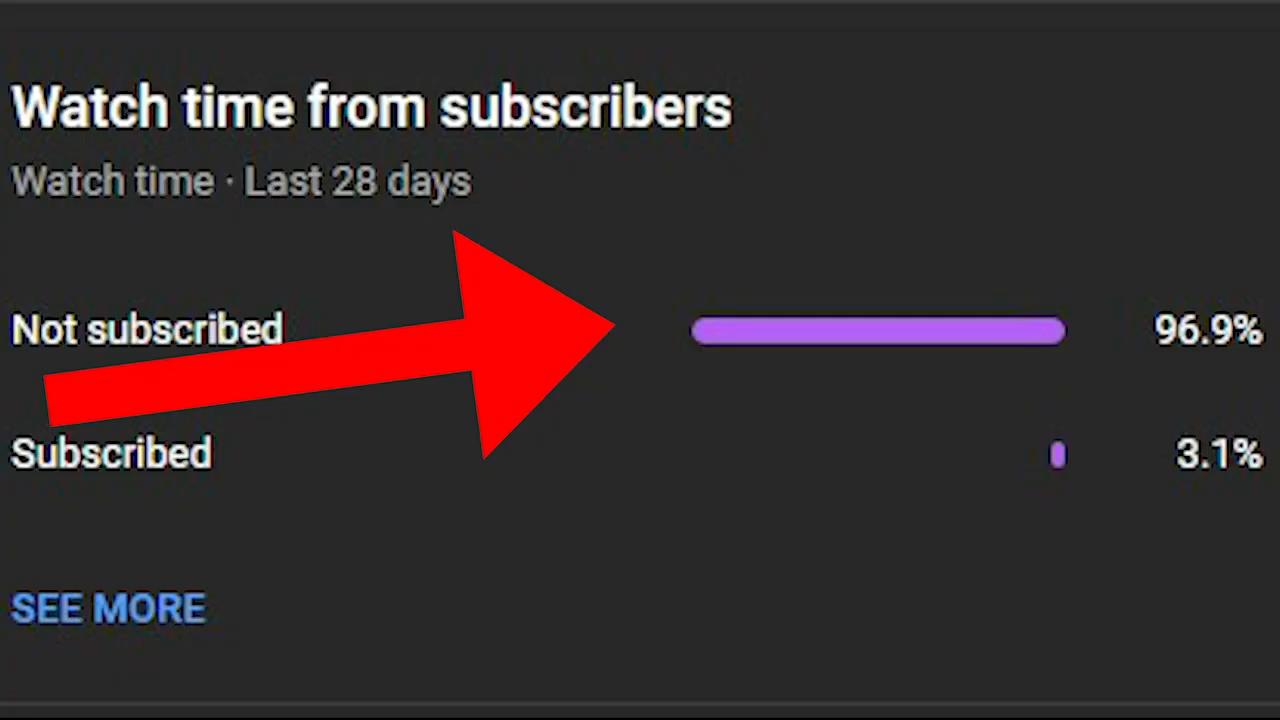 Watch time from subscribers
Watch time · Last 28 days
Not subscribed 96.9%
Subscribed 3.1%
SEE MORE